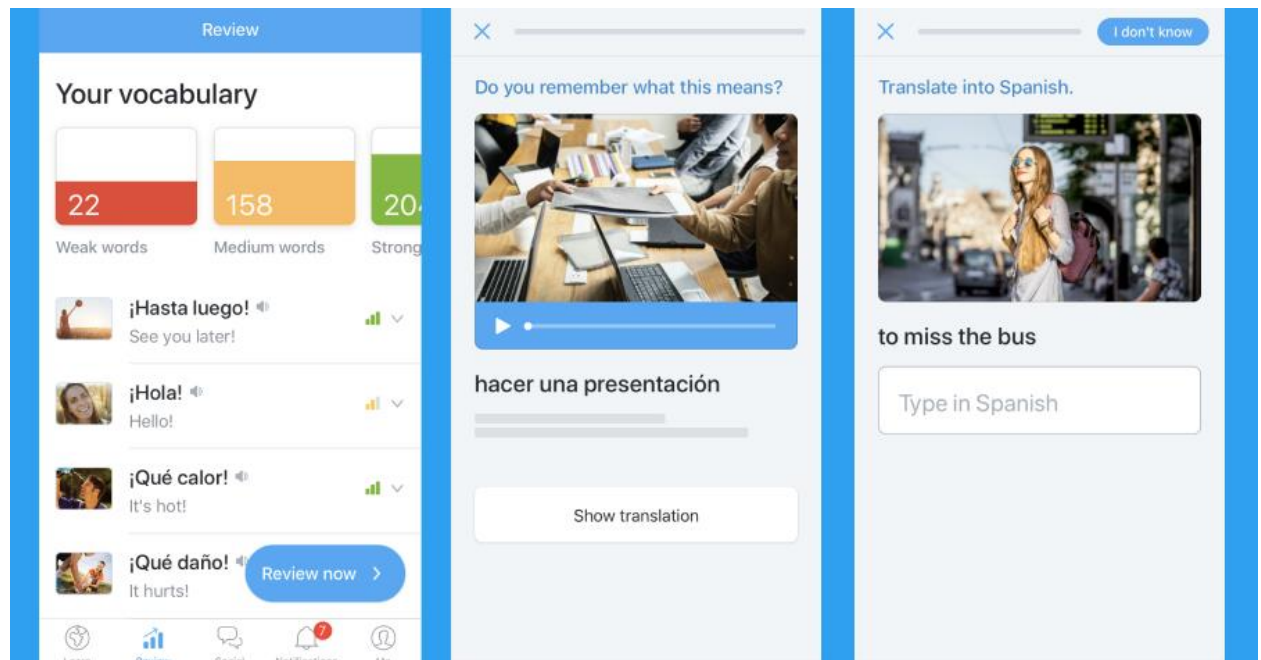 Review
Your vocabulary
22
158
Weak words
Medium words
Strong
¡Hasta luego!
See you later!
¡Hola!
Hello!
¡Qué calor!
It's hot!
¡Qué daño!
It hurts!
Review now
7
Do you remember what this means?
hacer una presentación
Show translation
I don't know
Translate into Spanish.
to miss the bus
Type in Spanish